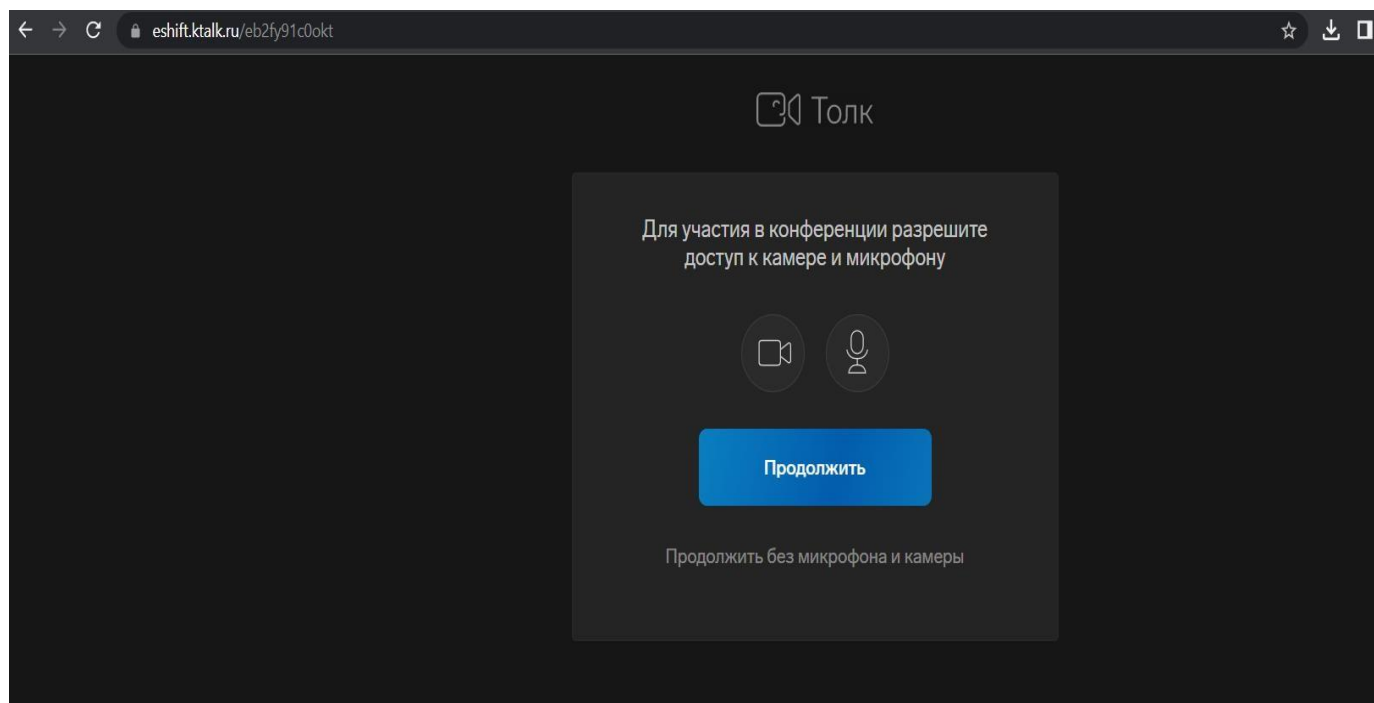 eshift.ktalk.ru/eb2fy91c0okt
Толк
Для участия в конференции разрешите
доступ к камере и микрофону
Продолжить
Продолжить без микрофона и камеры